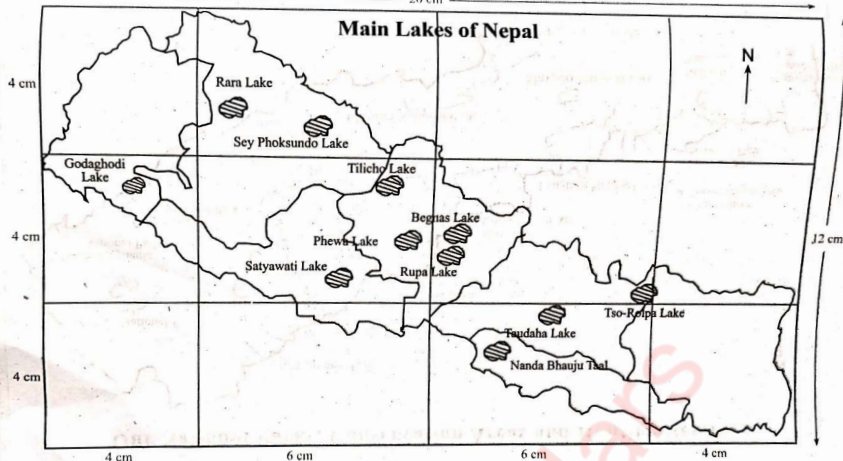 20 cm
Main Lakes of Nepal
N
4 cm
Rara Lake
Sey Phoksundo Lake
Godaghodi
Lake
Tilicho Lake
4 cm
Begnas Lake
Phewa Lake
Satyawati Lake
Rupa Lake
12 cm
Tso-Rolpa Lake
Taudaha Lake
Nanda Bhauju Taal
4 cm
4 cm
6 cm
6 cm
4 cm